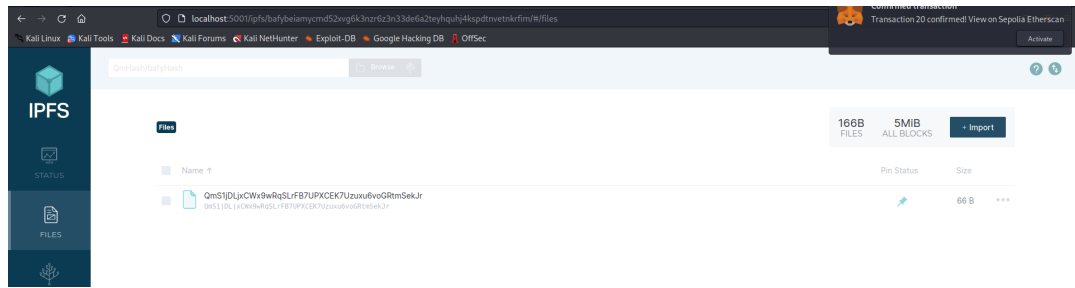 Confirmed transaction
localhost:5001/ipfs/bafybeiamycmd52xvg6k3nzr6z3n33de6a2teyhquhj4kspdtnvetnkrfim/#/files
Transaction 20 confirmed! View on Sepolia Etherscan
Kali Linux Kali Tools Kali Docs Kali Forums Kali NetHunter Exploit-DB Google Hacking DB OffSec
Activate
QmHash/bafyHash Browse
IPFS
Files
166B 5MiB + Import
FILES ALL BLOCKS
STATUS
Name ↑ Pin Status Size
QmS1jDLjxCWx9wRqSLrFB7UPXCEK7Uzuxu6voGRtmSekJr
QmS1jDLjxCWx9wRqSLrFB7UPXCEK7Uzuxu6voGRtmSekJr
66 B
FILES